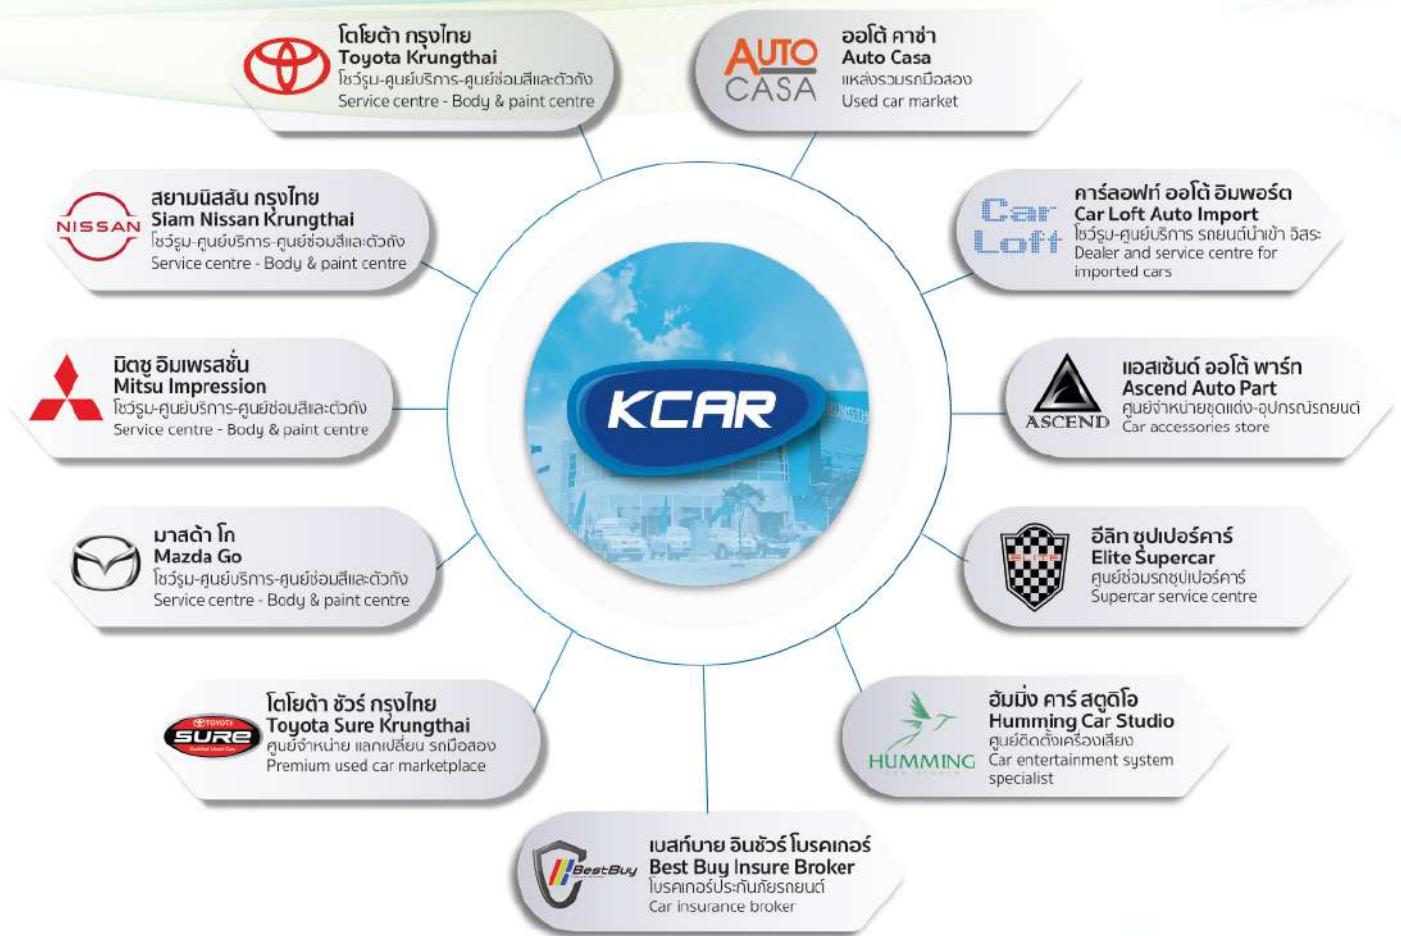 โตโยต้า กรุงไทย
Toyota Krungthai
โชว์รูม-ศูนย์บริการ-ศูนย์ซ่อมสีและตัวถัง
Service centre - Body & paint centre
AUTO
CASA
ออโต้ คาซ่า
Auto Casa
แหล่งรวมรถมือสอง
Used car market
NISSAN
สยามนิสสัน กรุงไทย
Siam Nissan Krungthai
โชว์รูม-ศูนย์บริการ-ศูนย์ซ่อมสีและตัวถัง
Service centre - Body & paint centre
Car
Loft
คาร์ลอฟท์ ออโต้ อิมพอร์ต
Car Loft Auto Import
โชว์รูม-ศูนย์บริการ รถยนต์นำเข้า อิสระ
Dealer and service centre for
imported cars
มิตซู อิมเพรสชั่น
Mitsu Impression
โชว์รูม-ศูนย์บริการ-ศูนย์ซ่อมสีและตัวถัง
Service centre - Body & paint centre
KCAR
ASCEND
แอสเซ็นด์ ออโต้ พาร์ท
Ascend Auto Part
ศูนย์จำหน่ายชุดแต่ง-อุปกรณ์รถยนต์
Car accessories store
มาสด้า โก
Mazda Go
โชว์รูม-ศูนย์บริการ-ศูนย์ซ่อมสีและตัวถัง
Service centre - Body & paint centre
ELITE
อีลิท ซุปเปอร์คาร์
Elite Supercar
ศูนย์ซ่อมรถซุปเปอร์คาร์
Supercar service centre
TOYOTA
SURE
Certified Used Cars
โตโยต้า ชัวร์ กรุงไทย
Toyota Sure Krungthai
ศูนย์จำหน่าย แลกเปลี่ยน รถมือสอง
Premium used car marketplace
HUMMING
CAR STUDIO
ฮัมมิ่ง คาร์ สตูดิโอ
Humming Car Studio
ศูนย์ติดตั้งเครื่องเสียง
Car entertainment system
specialist
BestBuy
เบสท์บาย อินชัวร์ โบรคเกอร์
Best Buy Insure Broker
โบรคเกอร์ประกันภัยรถยนต์
Car insurance broker